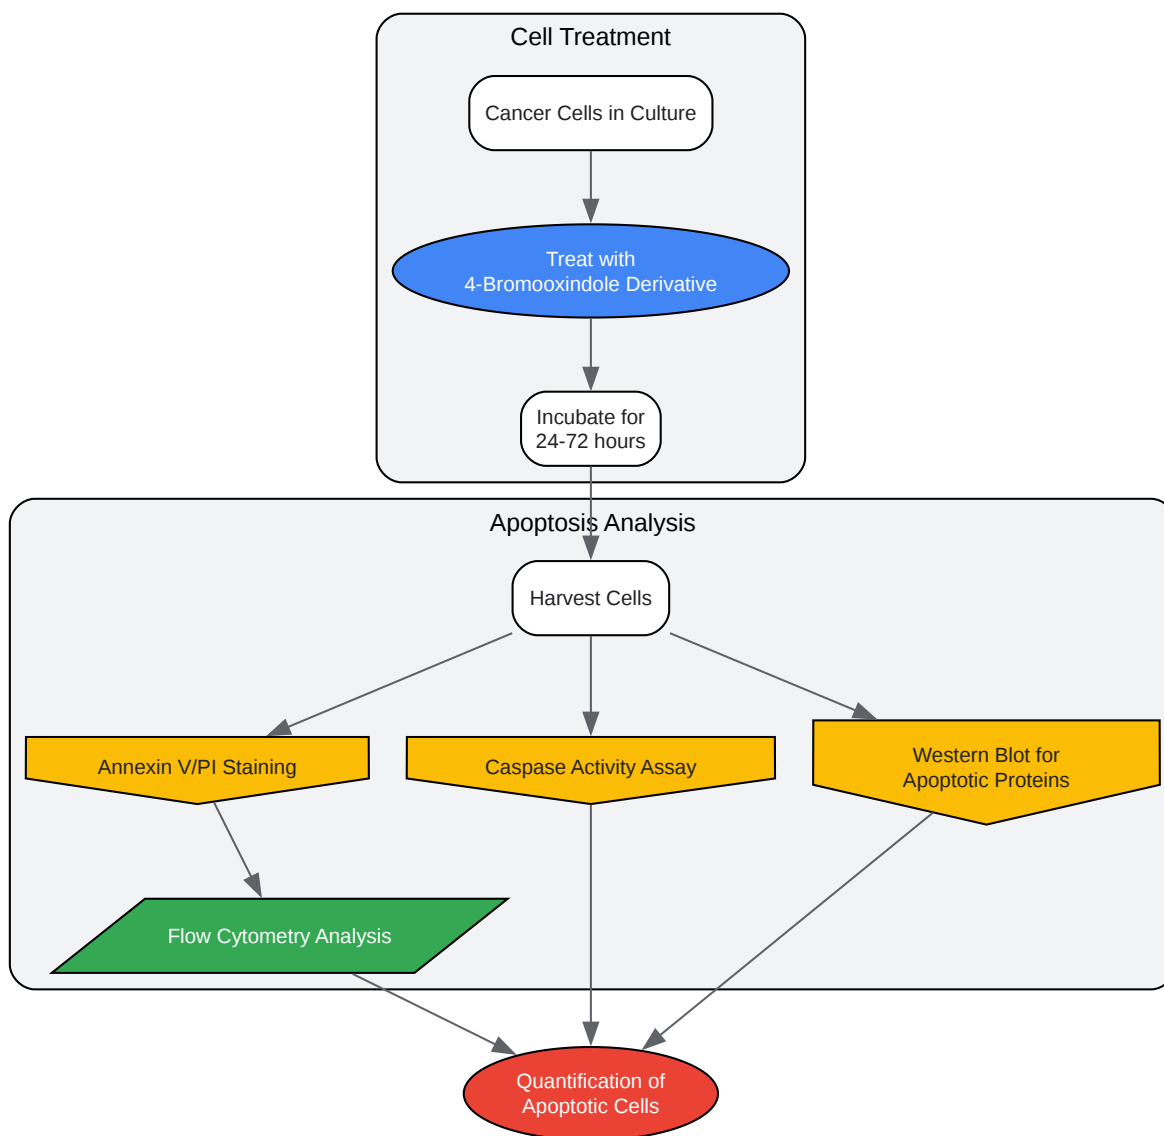 Cell Treatment
Cancer Cells in Culture
Treat with
4-Bromooxindole Derivative
Incubate for
24-72 hours
Apoptosis Analysis
Harvest Cells
Annexin V/PI Staining
Caspase Activity Assay
Western Blot for
Apoptotic Proteins
Flow Cytometry Analysis
Quantification of
Apoptotic Cells